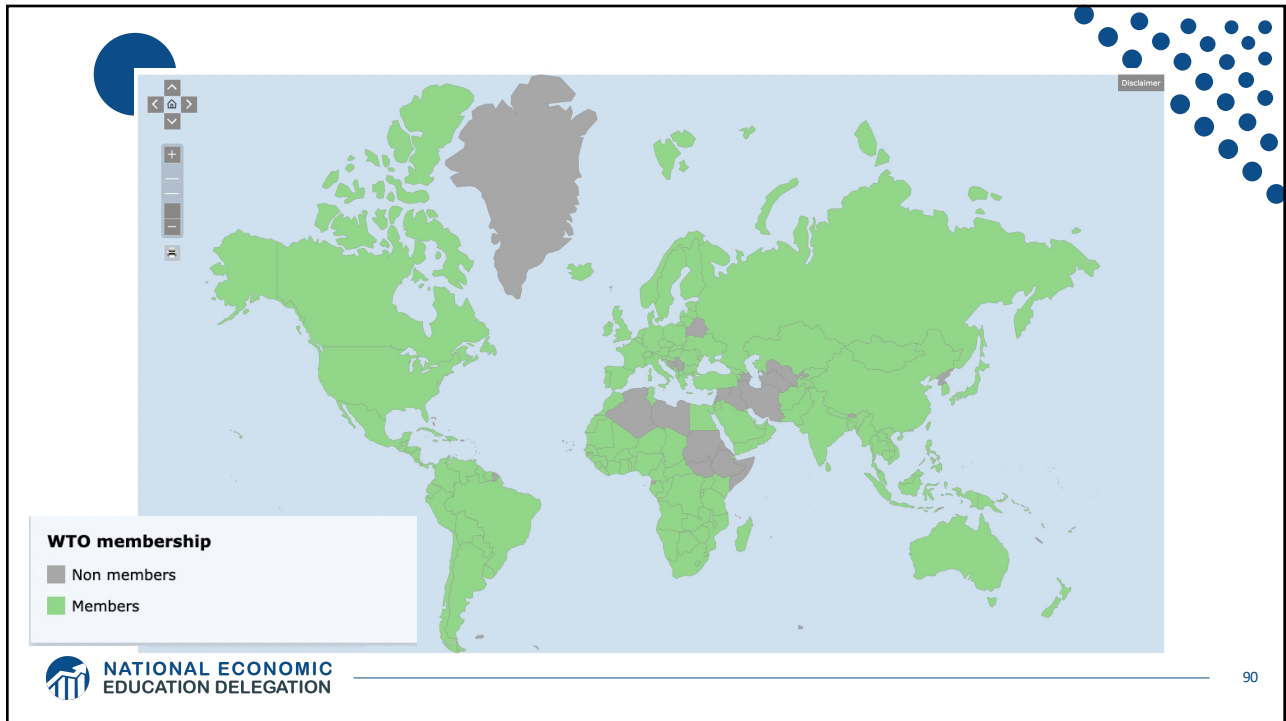 Disclaimer
WTO membership
Non members
Members
NATIONAL ECONOMIC
EDUCATION DELEGATION
90